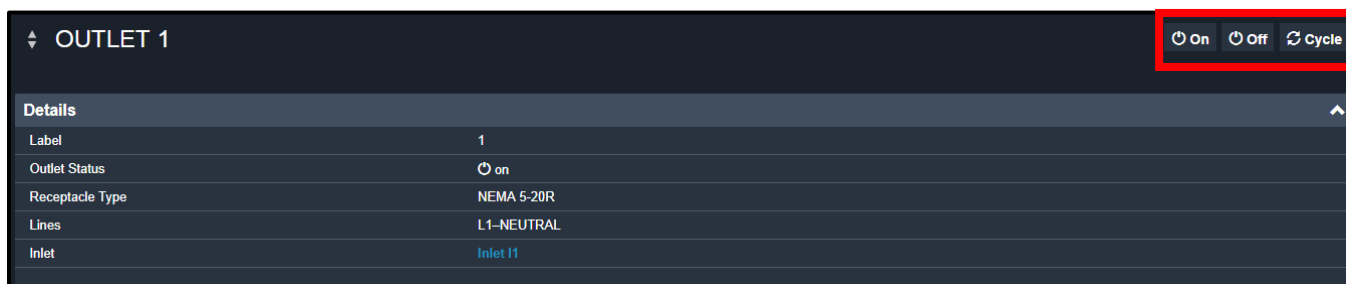 OUTLET 1
On Off Cycle
Details
Label 1
Outlet Status on
Receptacle Type NEMA 5-20R
Lines L1–NEUTRAL
Inlet Inlet I1